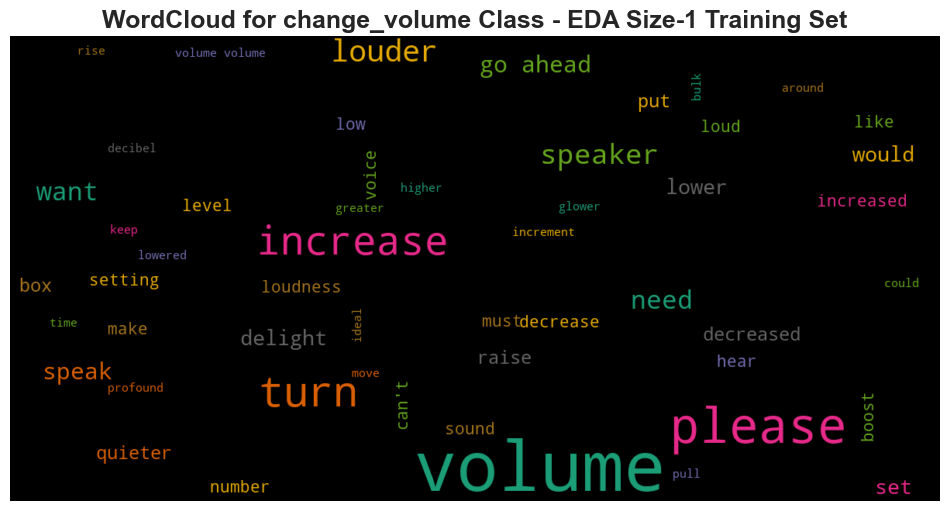 WordCloud for change_volume Class - EDA Size-1 Training Set
rise
volume volume
louder
go ahead
bulk
around
put
low
loud
like
decibel
voice
speaker
would
want
higher
lower
level
greater
glower
increased
keep
increase
increment
lowered
box
setting
loudness
need
could
time
make
ideal
must
decrease
delight
decreased
raise
hear
speak
profound
turn
move
can't
boost
sound
please
quieter
volume
pull
number
set